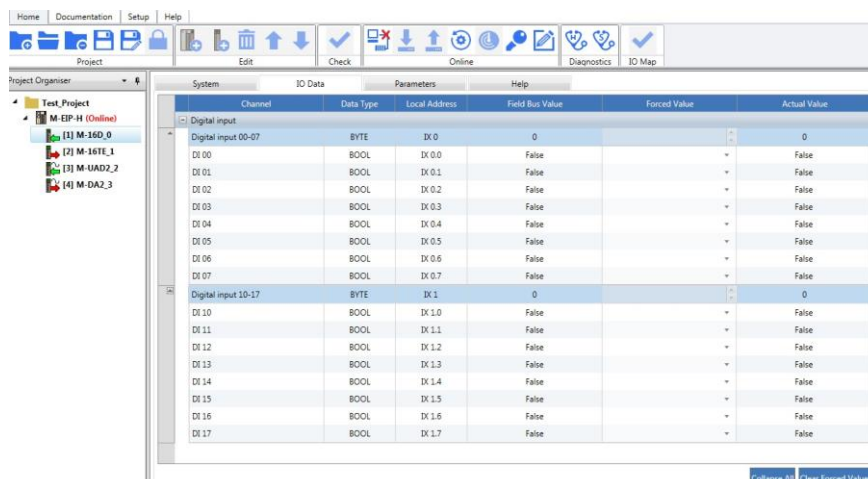 Home Documentation Setup Help
Project Edit Check Online Diagnostics IO Map
Project Organiser
Test_Project
M-EIP-H (Online)
[1] M-16D_0
[2] M-16TE_1
[3] M-UAD2_2
[4] M-DA2_3
System IO Data Parameters Help
Channel Data Type Local Address Field Bus Value Forced Value Actual Value
Digital input
Digital input 00-07 BYTE IX 0 0 0
DI 00 BOOL IX 0.0 False False
DI 01 BOOL IX 0.1 False False
DI 02 BOOL IX 0.2 False False
DI 03 BOOL IX 0.3 False False
DI 04 BOOL IX 0.4 False False
DI 05 BOOL IX 0.5 False False
DI 06 BOOL IX 0.6 False False
DI 07 BOOL IX 0.7 False False
Digital input 10-17 BYTE IX 1 0 0
DI 10 BOOL IX 1.0 False False
DI 11 BOOL IX 1.1 False False
DI 12 BOOL IX 1.2 False False
DI 13 BOOL IX 1.3 False False
DI 14 BOOL IX 1.4 False False
DI 15 BOOL IX 1.5 False False
DI 16 BOOL IX 1.6 False False
DI 17 BOOL IX 1.7 False False
Collapse All Clear Forced Value